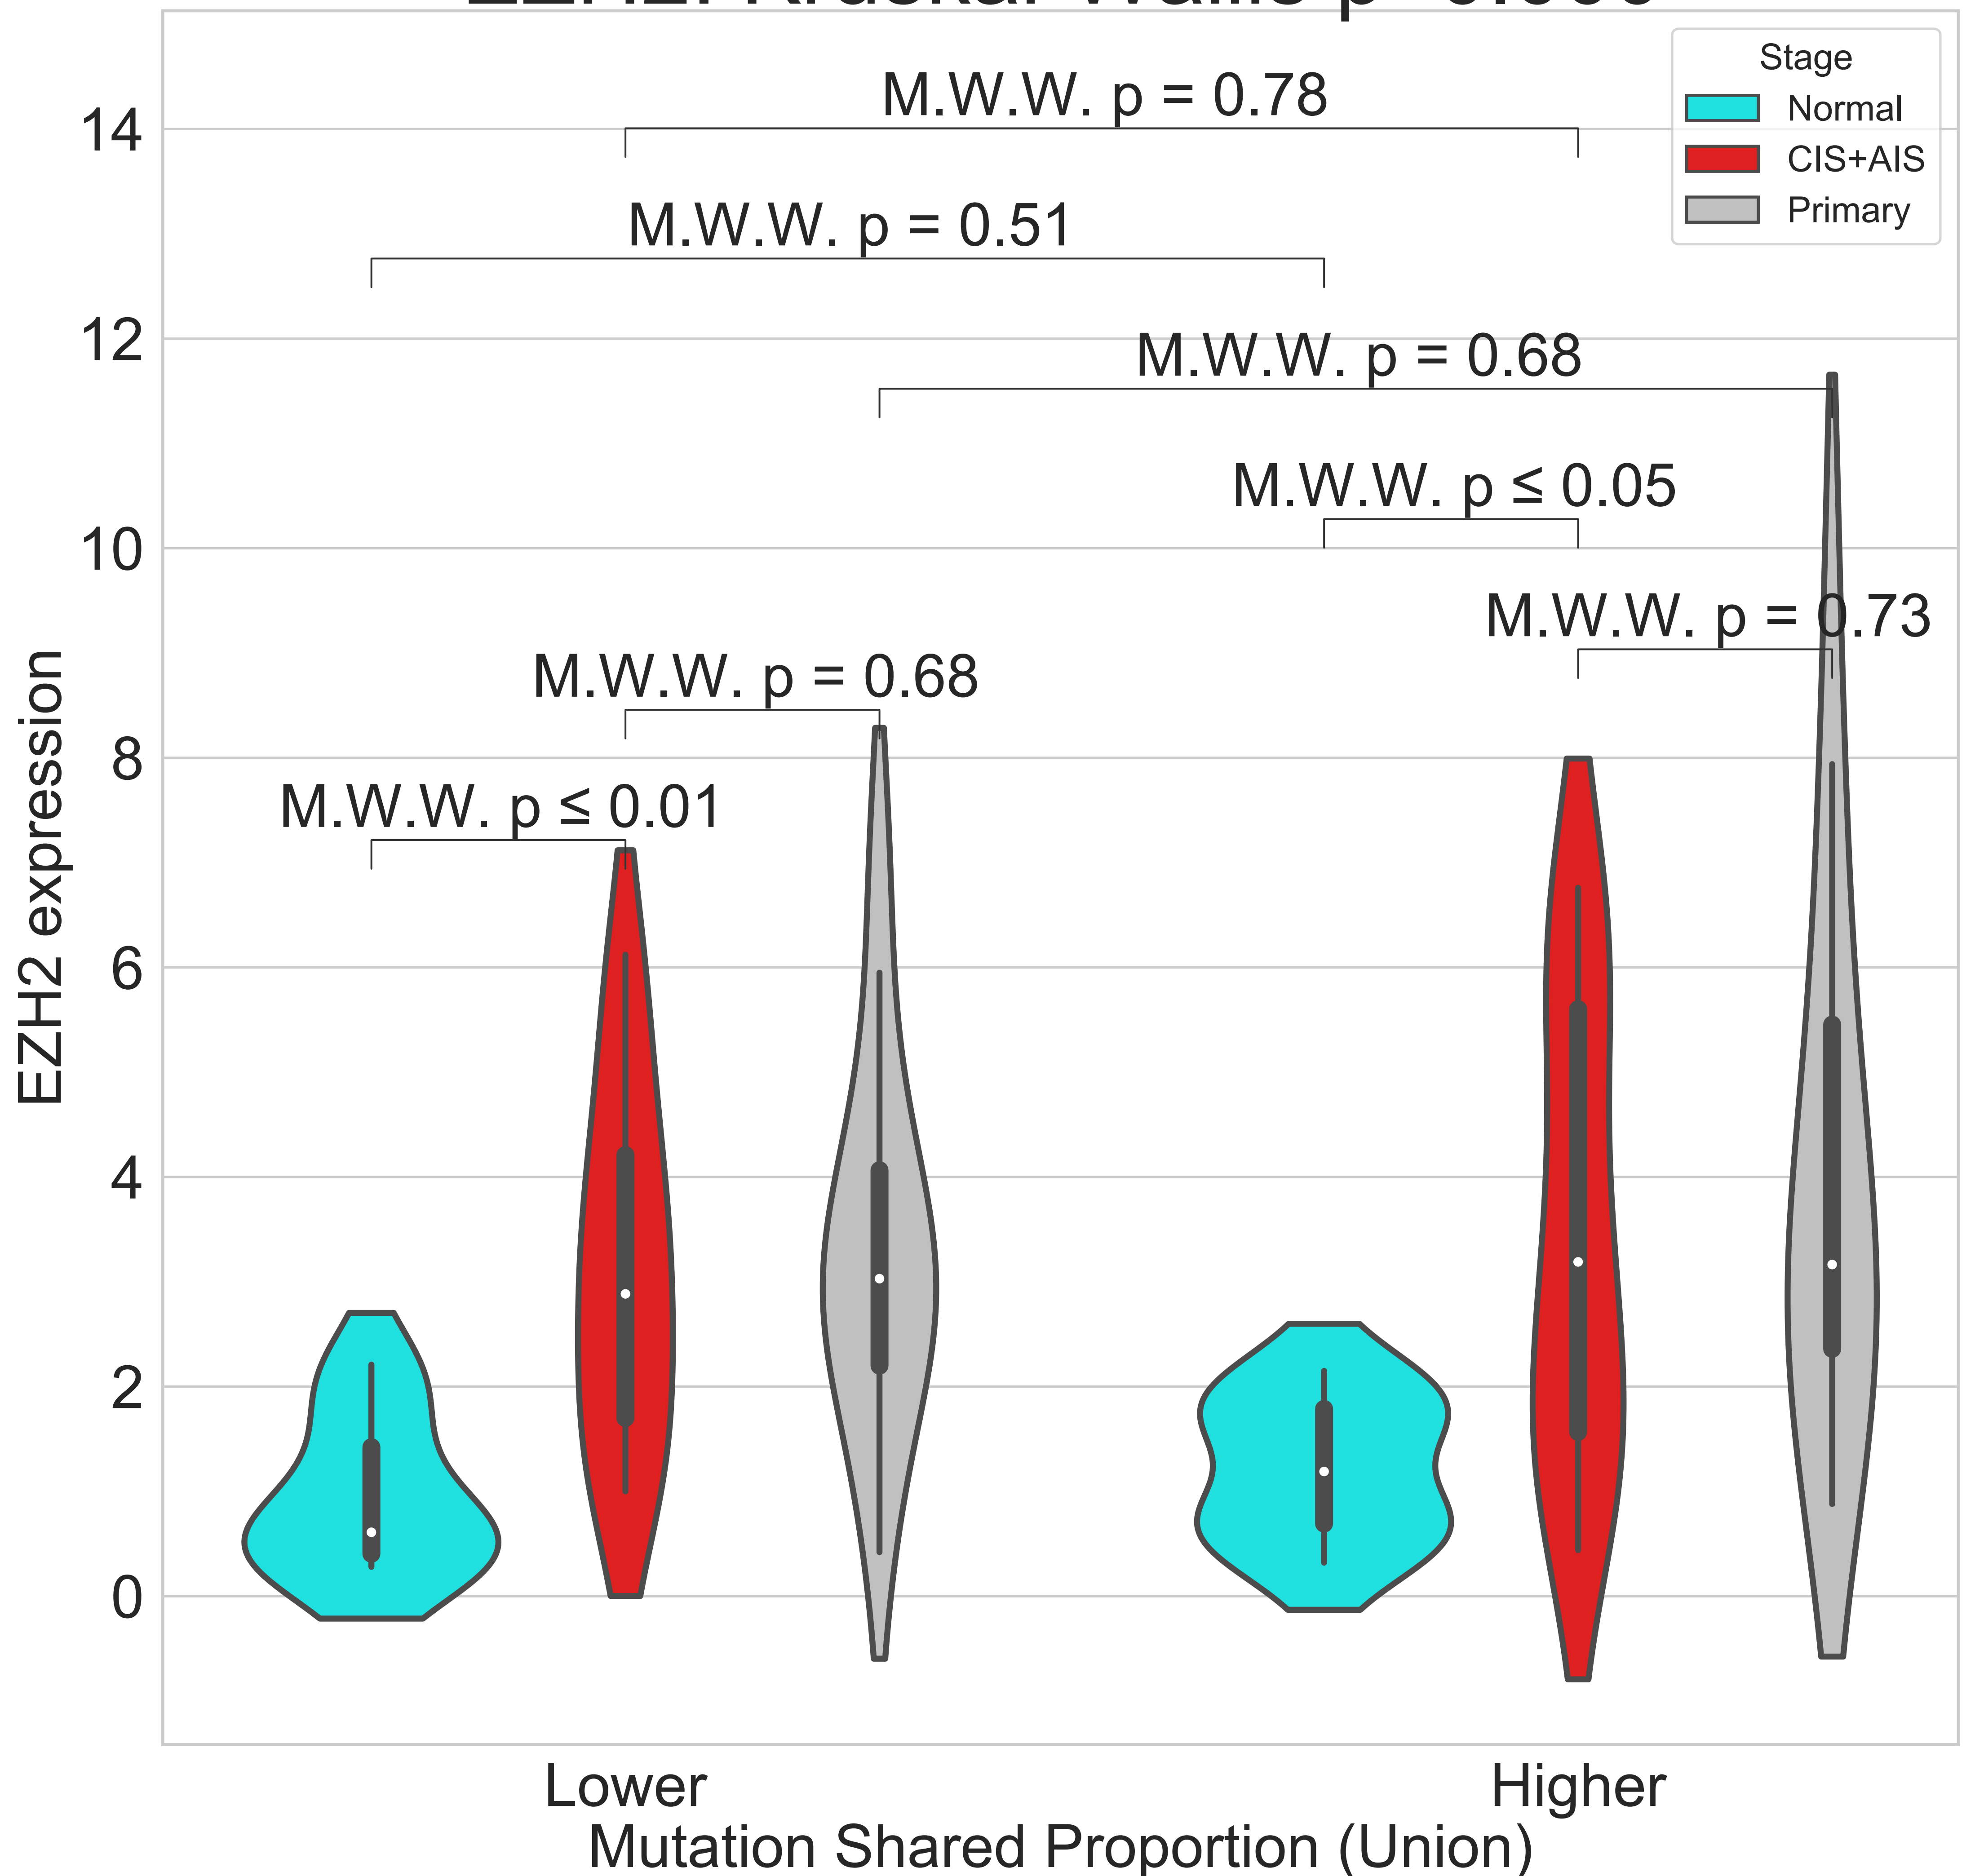 Stage
Normal
CIS+AIS
Primary
M.W.W. p = 0.78
M.W.W. p = 0.51
M.W.W. p = 0.68
M.W.W. p ≤ 0.05
M.W.W. p = 0.73
M.W.W. p = 0.68
M.W.W. p ≤ 0.01
14
12
10
8
6
4
2
0
EZH2 expression
Lower
Higher
Mutation Shared Proportion (Union)